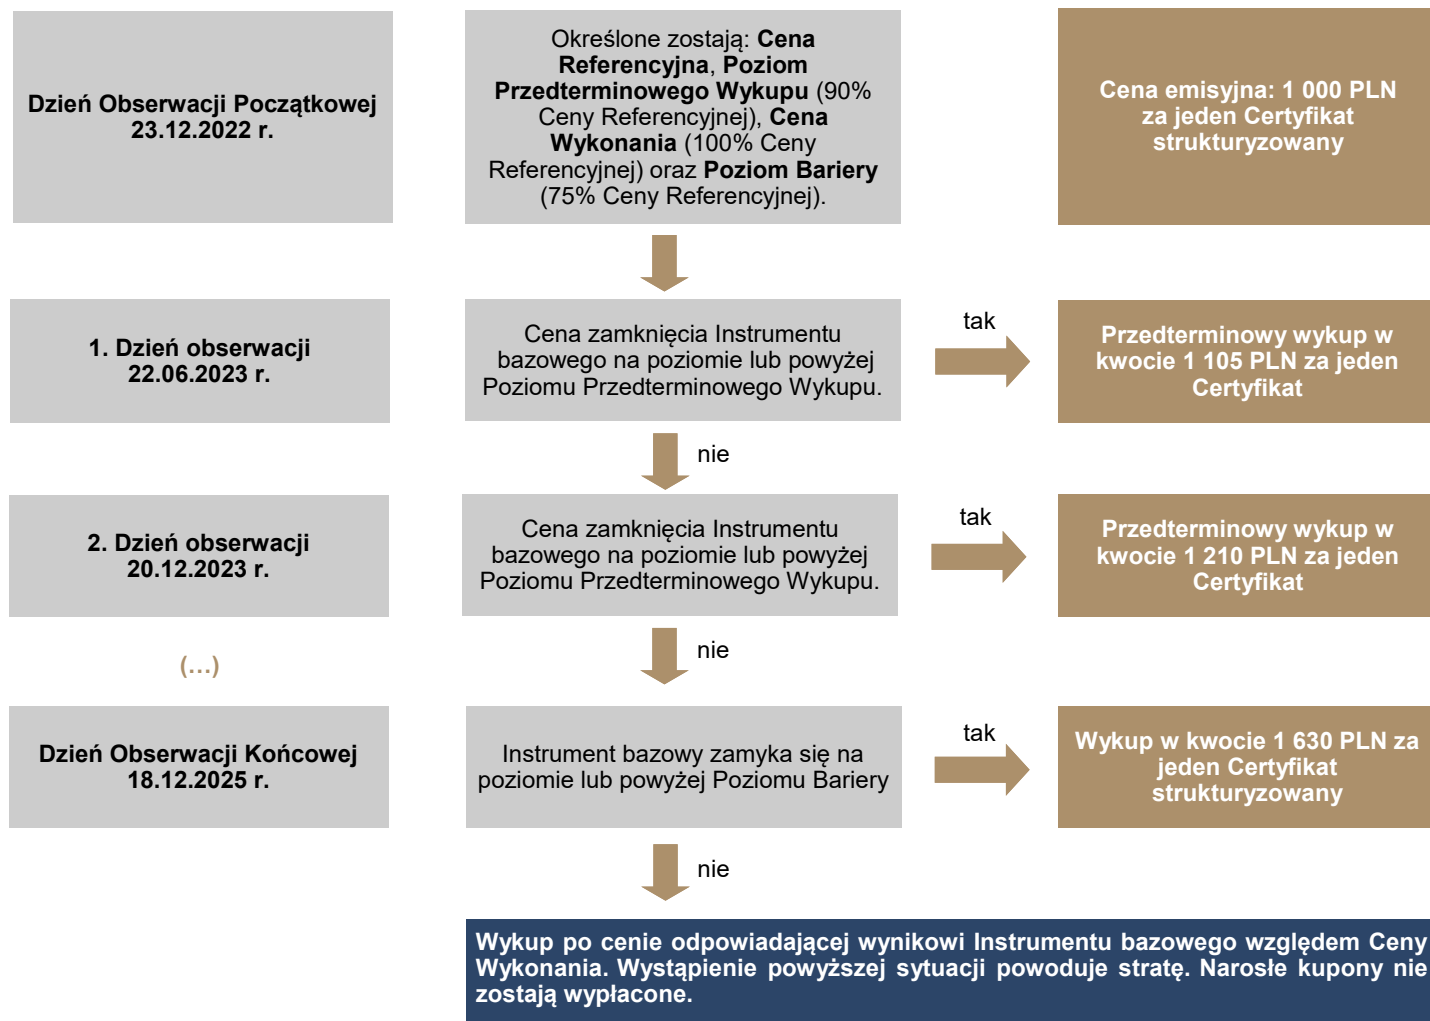 Dzień Obserwacji Początkowej
23.12.2022 r.
Określone zostają: Cena
Referencyjna, Poziom
Przedterminowego Wykupu (90%
Ceny Referencyjnej), Cena
Wykonania (100% Ceny
Referencyjnej) oraz Poziom Bariery
(75% Ceny Referencyjnej).
Cena emisyjna: 1 000 PLN
za jeden Certyfikat
strukturyzowany
1. Dzień obserwacji
22.06.2023 r.
Cena zamknięcia Instrumentu
bazowego na poziomie lub powyżej
Poziomu Przedterminowego Wykupu.
tak
Przedterminowy wykup w
kwocie 1 105 PLN za jeden
Certyfikat
nie
2. Dzień obserwacji
20.12.2023 r.
Cena zamknięcia Instrumentu
bazowego na poziomie lub powyżej
Poziomu Przedterminowego Wykupu.
tak
Przedterminowy wykup w
kwocie 1 210 PLN za jeden
Certyfikat
nie
(…)
Dzień Obserwacji Końcowej
18.12.2025 r.
Instrument bazowy zamyka się na
poziomie lub powyżej Poziomu Bariery
tak
Wykup w kwocie 1 630 PLN za
jeden Certyfikat
strukturyzowany
nie
Wykup po cenie odpowiadającej wynikowi Instrumentu bazowego względem Ceny
Wykonania. Wystąpienie powyższej sytuacji powoduje stratę. Narosłe kupony nie
zostają wypłacone.